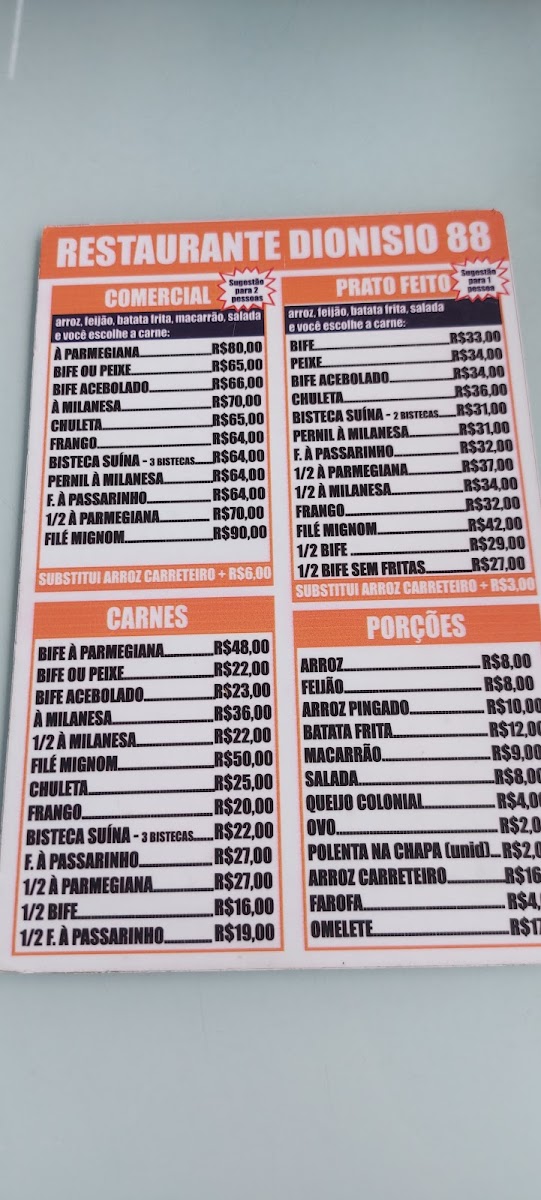 RESTAURANTE DIONISIO 88
COMERCIAL
Sugestão
para 2
pessoas
arroz, feijão, batata frita, macarrão, salada
e você escolhe a carne:
À PARMEGIANA R$80,00
BIFE OU PEIXE R$65,00
BIFE ACEBOLADO R$66,00
À MILANESA R$70,00
CHULETA R$65,00
FRANGO R$64,00
BISTECA SUÍNA - 3 BISTECAS R$64,00
PERNIL À MILANESA R$64,00
F. À PASSARINHO R$64,00
1/2 À PARMEGIANA R$70,00
FILÉ MIGNOM R$90,00
SUBSTITUI ARROZ CARRETEIRO + R$6,00
PRATO FEITO
Sugestão
para 1
pessoa
arroz, feijão, batata frita, salada
e você escolhe a carne:
BIFE R$33,00
PEIXE R$34,00
BIFE ACEBOLADO R$34,00
CHULETA R$36,00
BISTECA SUÍNA - 2 BISTECAS R$31,00
PERNIL À MILANESA R$31,00
F. À PASSARINHO R$32,00
1/2 À PARMEGIANA R$37,00
1/2 À MILANESA R$34,00
FRANGO R$32,00
FILÉ MIGNOM R$42,00
1/2 BIFE R$29,00
1/2 BIFE SEM FRITAS R$27,00
SUBSTITUI ARROZ CARRETEIRO + R$3,00
CARNES
BIFE À PARMEGIANA R$48,00
BIFE OU PEIXE R$22,00
BIFE ACEBOLADO R$23,00
À MILANESA R$36,00
1/2 À MILANESA R$22,00
FILÉ MIGNOM R$50,00
CHULETA R$25,00
FRANGO R$20,00
BISTECA SUÍNA - 3 BISTECAS R$22,00
F. À PASSARINHO R$27,00
1/2 À PARMEGIANA R$27,00
1/2 BIFE R$16,00
1/2 F. À PASSARINHO R$19,00
PORÇÕES
ARROZ R$8,00
FEIJÃO R$8,00
ARROZ PINGADO R$10,00
BATATA FRITA R$12,00
MACARRÃO R$9,00
SALADA R$8,00
QUEIJO COLONIAL R$4,0
OVO R$2,0
POLENTA NA CHAPA (unid) R$2,0
ARROZ CARRETEIRO R$16
FAROFA R$4,
OMELETE R$17